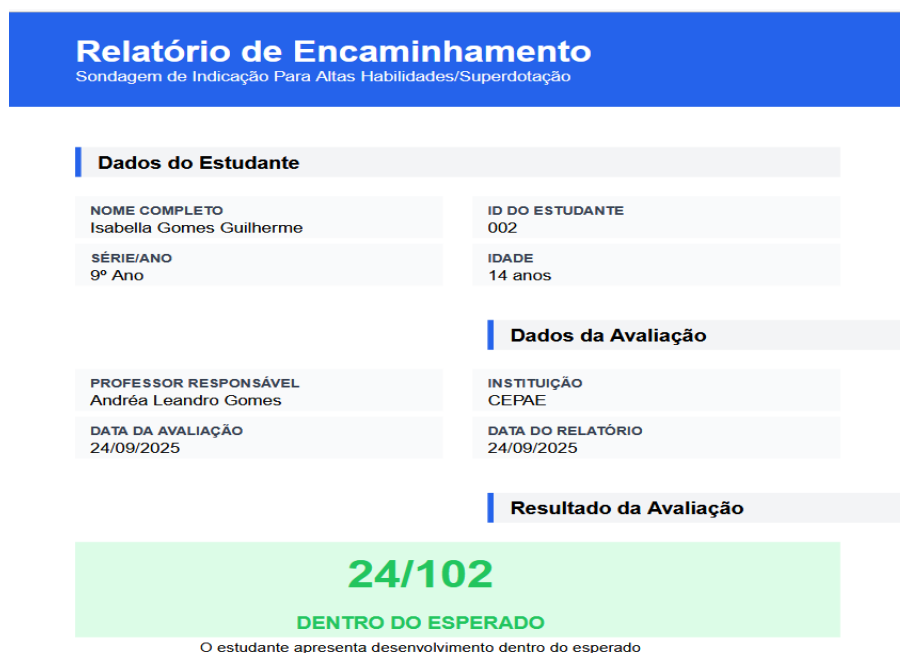 Relatório de Encaminhamento
Sondagem de Indicação Para Altas Habilidades/Superdotação
Dados do Estudante
NOME COMPLETO
Isabella Gomes Guilherme
ID DO ESTUDANTE
002
SÉRIE/ANO
9º Ano
IDADE
14 anos
Dados da Avaliação
PROFESSOR RESPONSÁVEL
Andréa Leandro Gomes
INSTITUIÇÃO
CEPAE
DATA DA AVALIAÇÃO
24/09/2025
DATA DO RELATÓRIO
24/09/2025
Resultado da Avaliação
24/102
DENTRO DO ESPERADO
O estudante apresenta desenvolvimento dentro do esperado